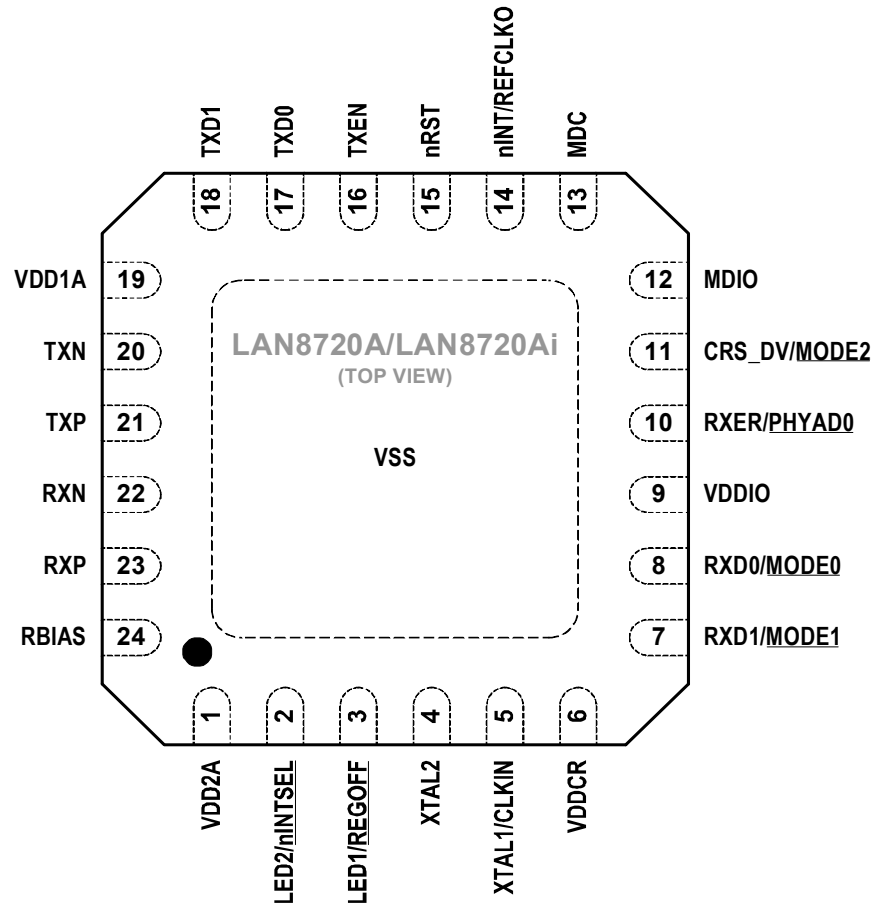 TXD1
TXD0
TXEN
nRST
nINT/REFCLKO
MDC
18
17
16
15
14
13
VDD1A 19
TXN 20
TXP 21
RXN 22
RXP 23
RBIAS 24
LAN8720A/LAN8720Ai
(TOP VIEW)
VSS
12 MDIO
11 CRS_DV/MODE2
10 RXER/PHYAD0
9 VDDIO
8 RXD0/MODE0
7 RXD1/MODE1
1
2
3
4
5
6
VDD2A
LED2/nINTSEL
LED1/REGOFF
XTAL2
XTAL1/CLKIN
VDDCR